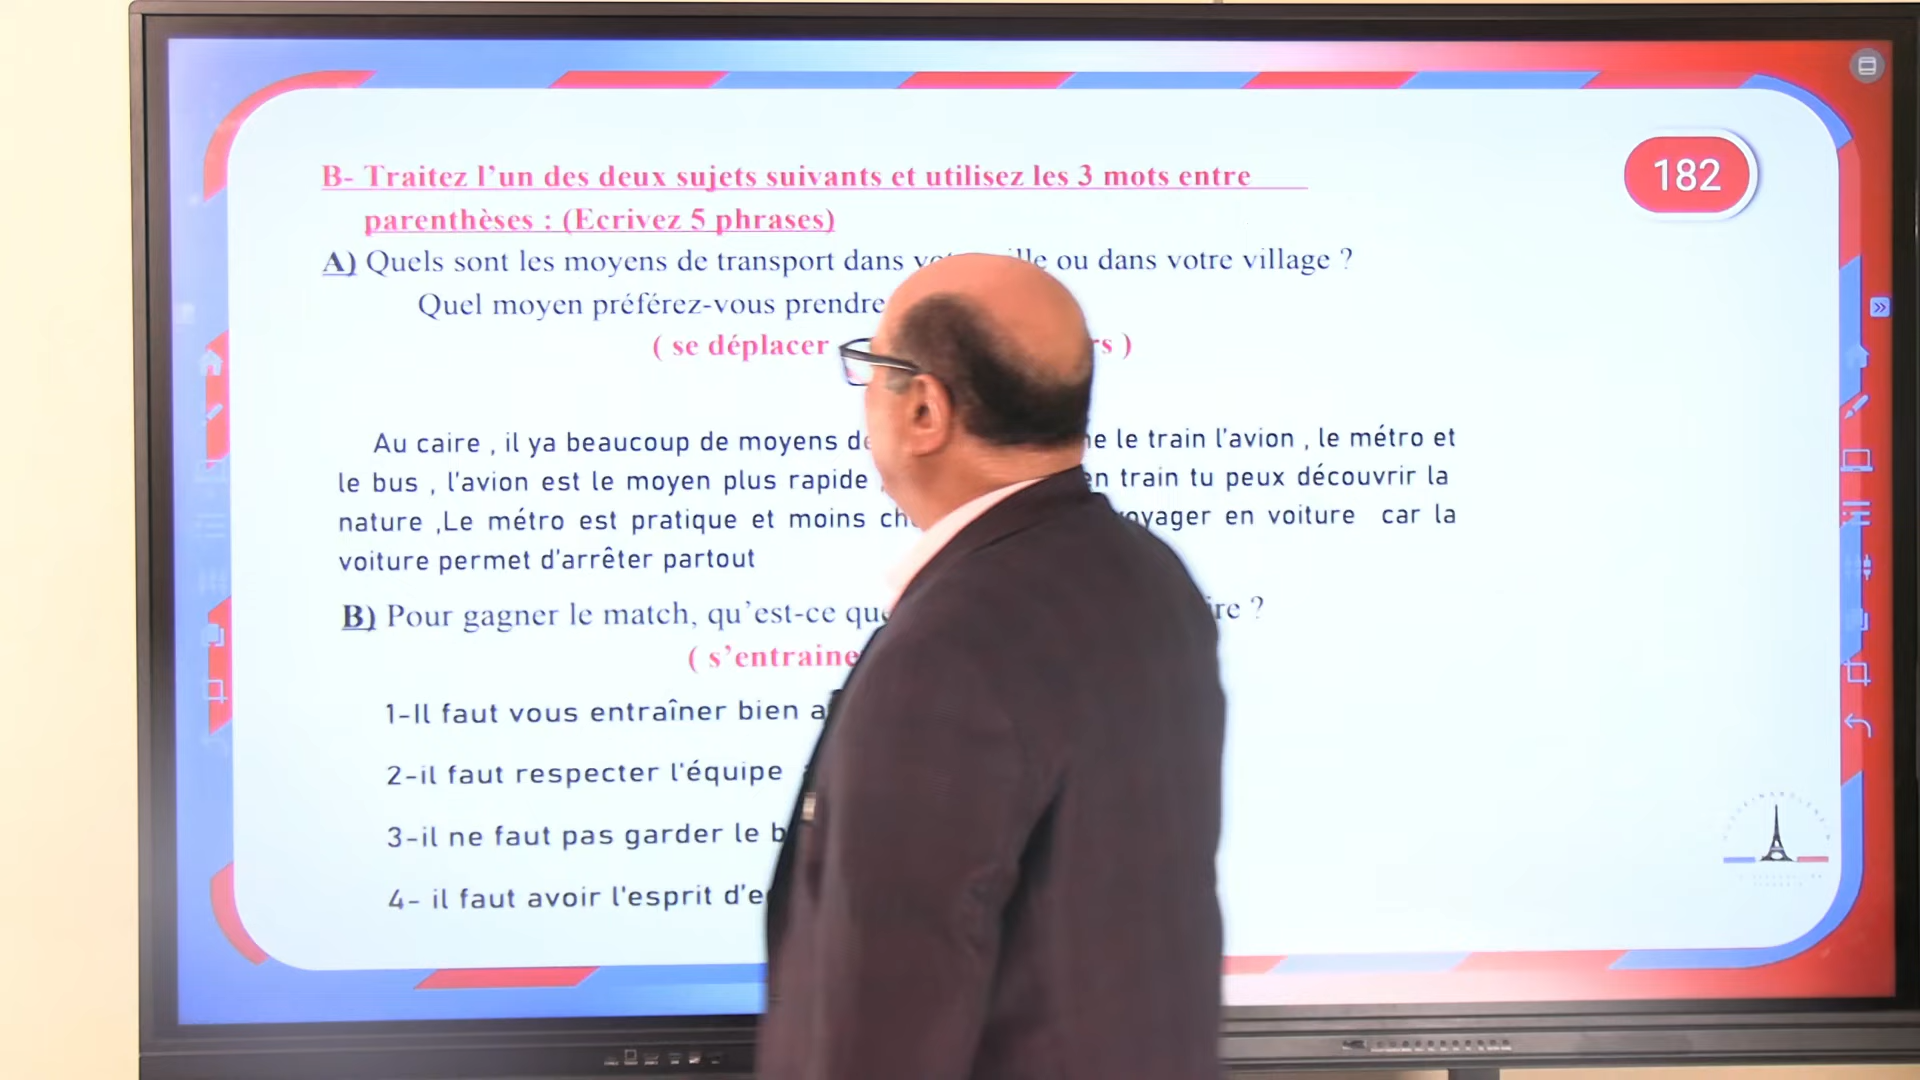 182
B- Traitez l'un des deux sujets suivants et utilisez les 3 mots entre
parenthèses : (Ecrivez 5 phrases)
A) Quels sont les moyens de transport dans ou dans votre village ?
Quel moyen préférez-vous prendre
( se déplacer )
Au caire , il ya beaucoup de moyens le train l'avion , le métro et
le bus , l'avion est le moyen plus rapide train tu peux découvrir la
nature ,Le métro est pratique et moins en voiture car la
voiture permet d'arrêter partout
B) Pour gagner le match, qu'est-ce ?
( s'entraine
1-Il faut vous entraîner bien
2-il faut respecter l'équipe
3-il ne faut pas garder le
4- il faut avoir l'esprit